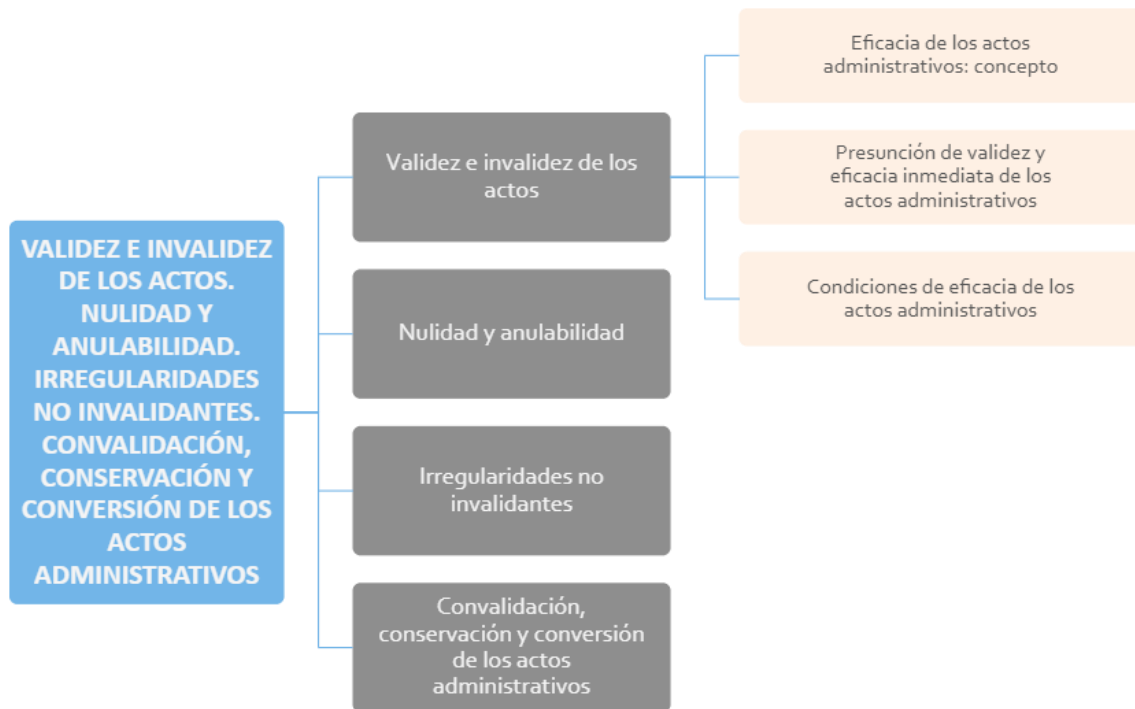 VALIDEZ E INVALIDEZ
DE LOS ACTOS.
NULIDAD Y
ANULABILIDAD.
IRREGULARIDADES
NO INVALIDANTES.
CONVALIDACIÓN,
CONSERVACIÓN Y
CONVERSIÓN DE LOS
ACTOS
ADMINISTRATIVOS
Validez e invalidez de los
actos
Eficacia de los actos
administrativos: concepto
Presunción de validez y
eficacia inmediata de los
actos administrativos
Condiciones de eficacia de los
actos administrativos
Nulidad y anulabilidad
Irregularidades no
invalidantes
Convalidación,
conservación y conversión
de los actos
administrativos